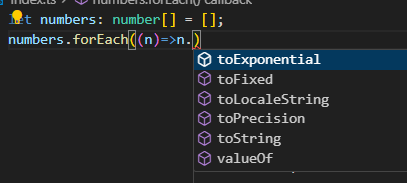 index.ts > numbers.forEach() callback
let numbers: number[] = [];
numbers.forEach((n)=>n.)
toExponential
toFixed
toLocaleString
toPrecision
toString
valueOf